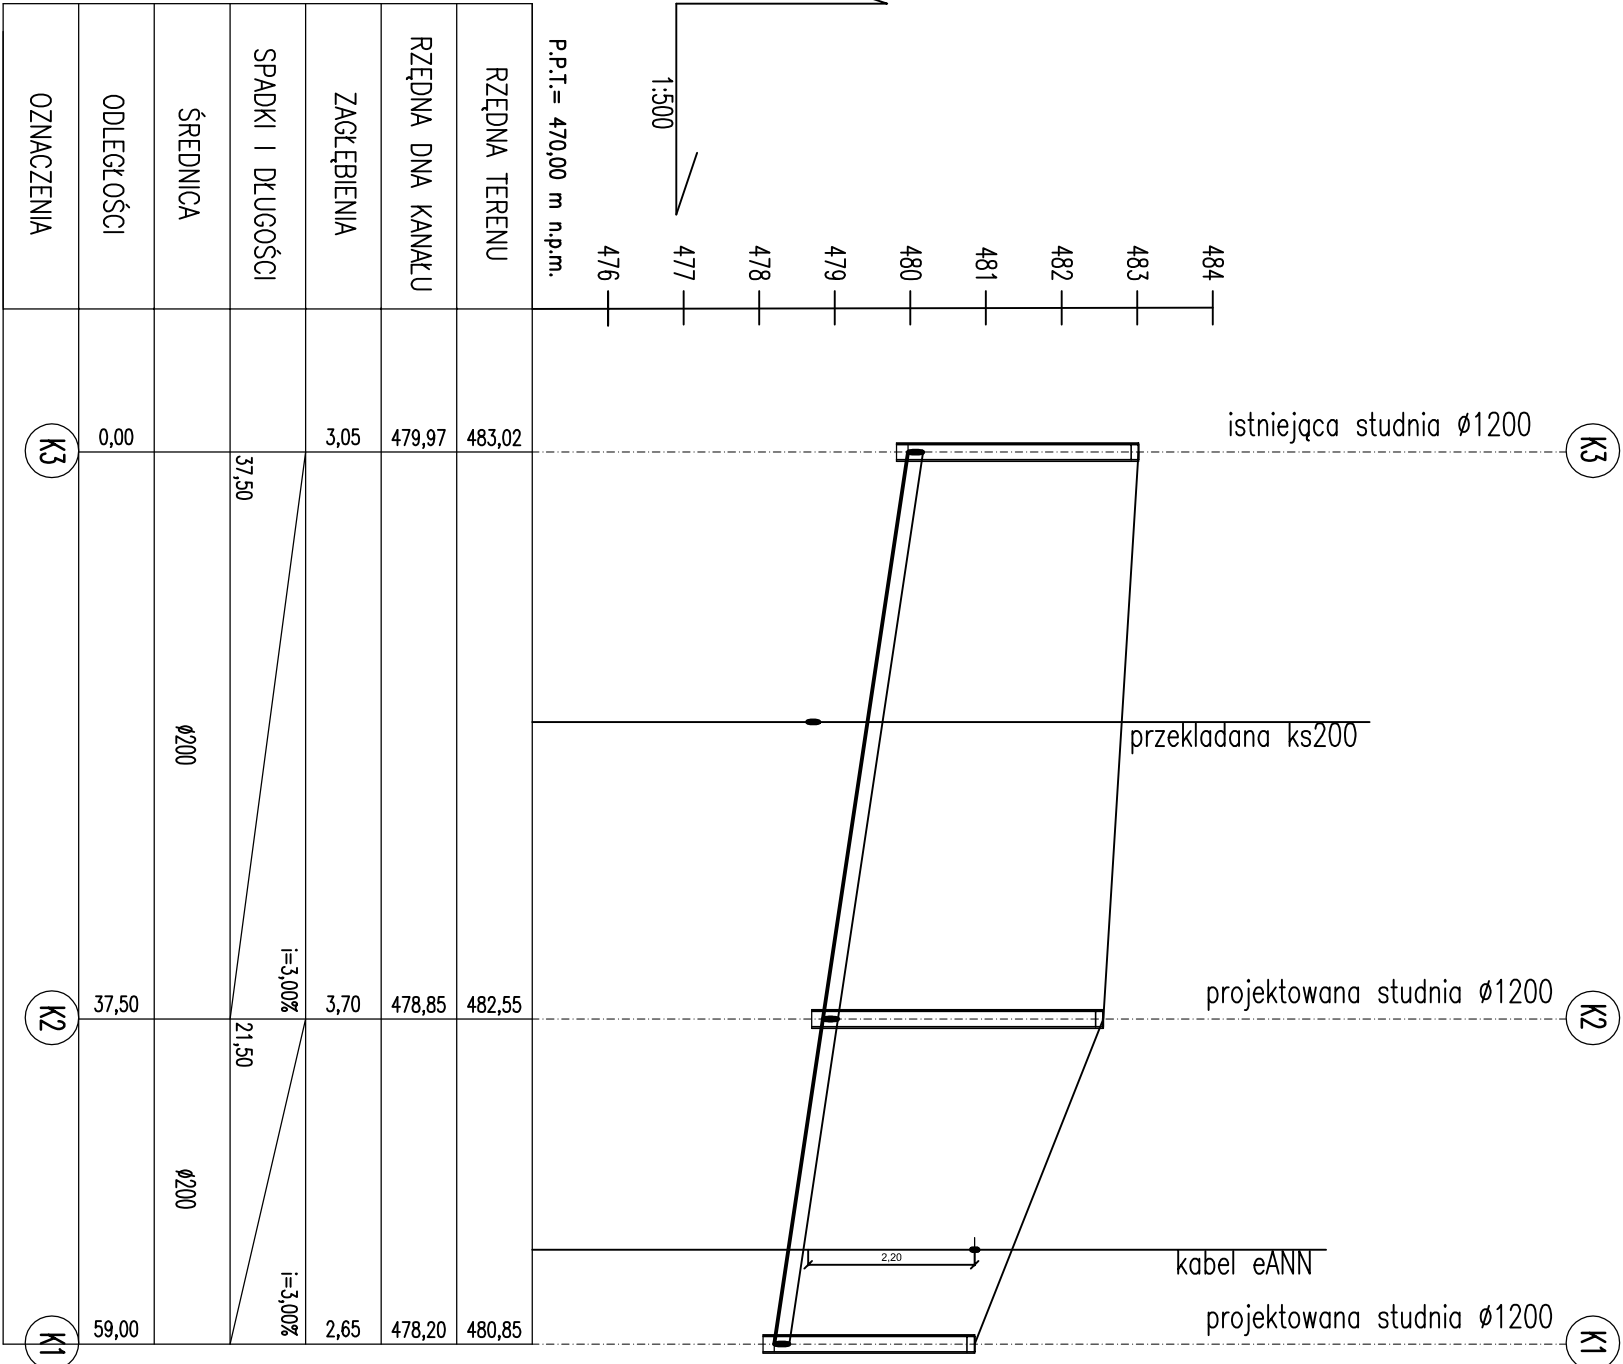 K3
istniejąca studnia ø1200
K2
projektowana studnia ø1200
K1
projektowana studnia ø1200
przekladana ks200
kabel eANN
2,20
484
483
482
481
480
479
478
477
476
1:500
P.P.T.= 470,00 m n.p.m.
RZĘDNA TERENU 483,02 482,55 480,85
RZĘDNA DNA KANAŁU 479,97 478,85 478,20
ZAGŁĘBIENIA 3,05 3,70 2,65
SPADKI I DŁUGOŚCI 37,50 i=3,00% 21,50 i=3,00%
ŚREDNICA ø200 ø200
ODLEGŁOŚCI 0,00 37,50 59,00
OZNACZENIA K3 K2 K1